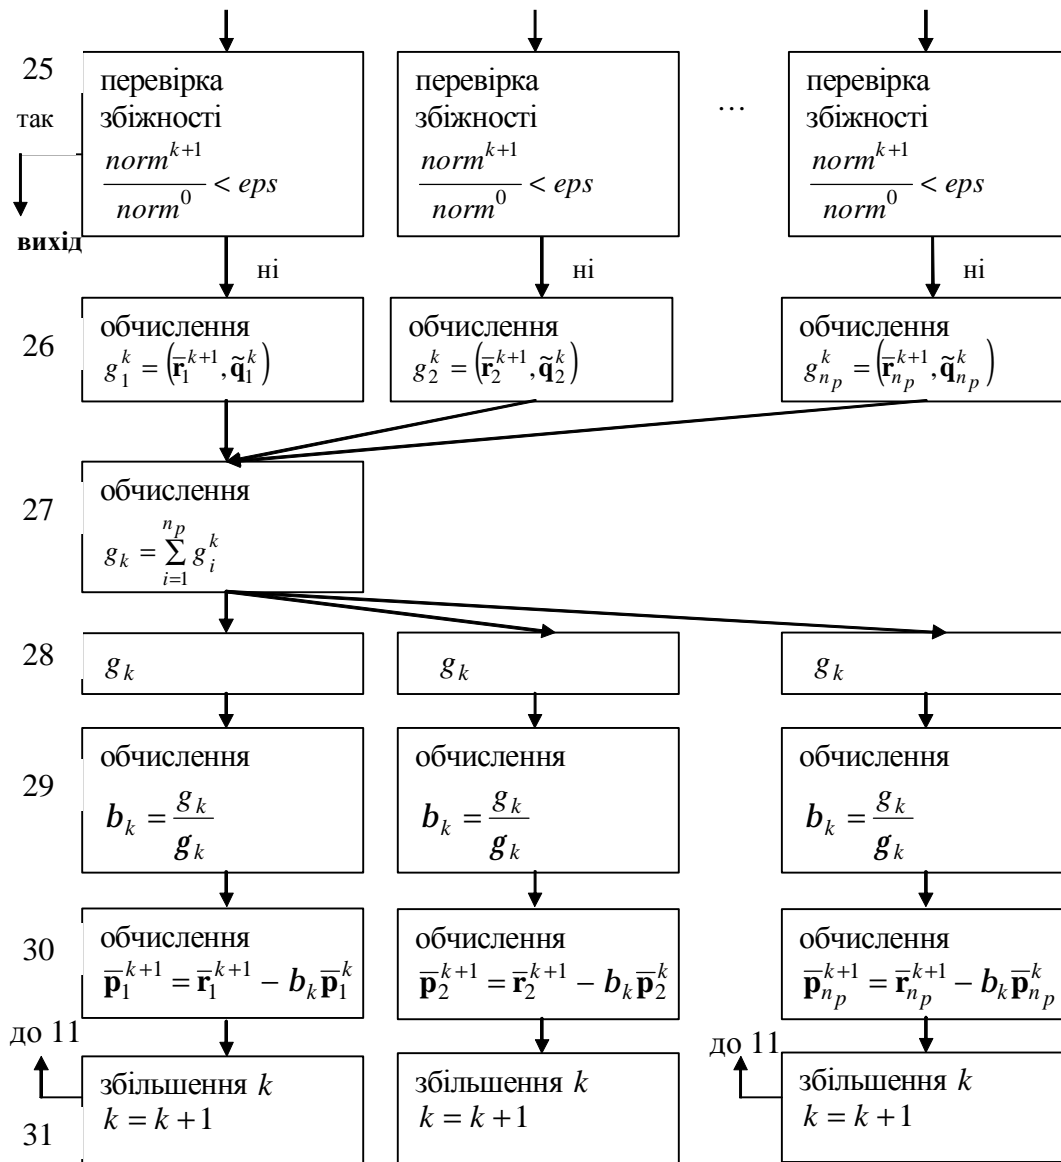 25
так
вихід
перевірка
збіжності
norm^{k+1} / norm^0 < eps
ні
перевірка
збіжності
norm^{k+1} / norm^0 < eps
ні
…
перевірка
збіжності
norm^{k+1} / norm^0 < eps
ні
26
обчислення
g_1^k = (r̄_1^{k+1}, q̃_1^k)
обчислення
g_2^k = (r̄_2^{k+1}, q̃_2^k)
обчислення
g_{n_p}^k = (r̄_{n_p}^{k+1}, q̃_{n_p}^k)
27
обчислення
g_k = ∑_{i=1}^{n_p} g_i^k
28
g_k
g_k
g_k
29
обчислення
b_k = g_k / g_k
обчислення
b_k = g_k / g_k
обчислення
b_k = g_k / g_k
30
обчислення
p̄_1^{k+1} = r̄_1^{k+1} − b_k p̄_1^k
обчислення
p̄_2^{k+1} = r̄_2^{k+1} − b_k p̄_2^k
обчислення
p̄_{n_p}^{k+1} = r̄_{n_p}^{k+1} − b_k p̄_{n_p}^k
до 11
31
збільшення k
k = k + 1
збільшення k
k = k + 1
до 11
збільшення k
k = k + 1